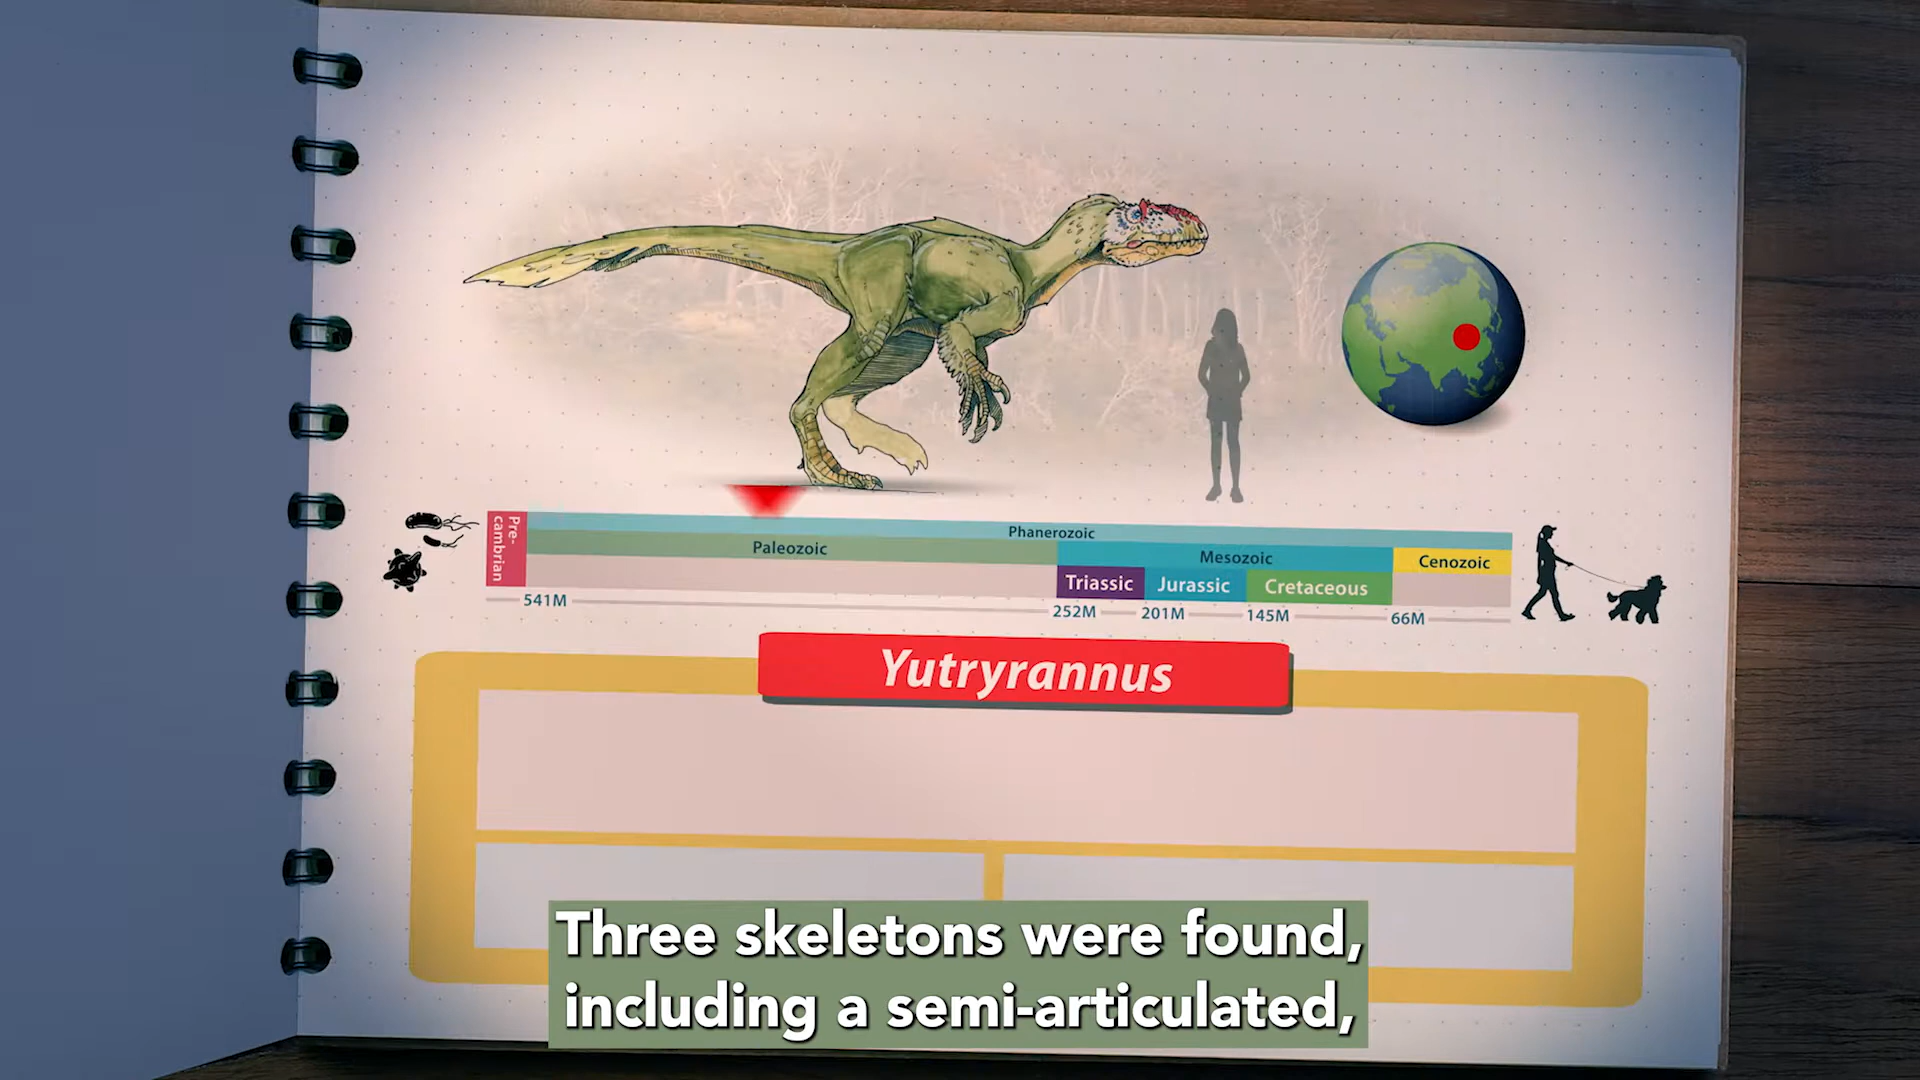 Pre-
cambrian
Phanerozoic
Paleozoic
Mesozoic
Cenozoic
Triassic
Jurassic
Cretaceous
541M
252M
201M
145M
66M
Yutryrannus
Three skeletons were found,
including a semi-articulated,